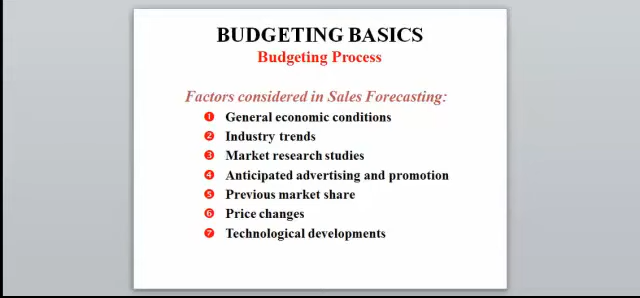 BUDGETING BASICS
Budgeting Process
Factors considered in Sales Forecasting:
1 General economic conditions
2 Industry trends
3 Market research studies
4 Anticipated advertising and promotion
5 Previous market share
6 Price changes
7 Technological developments